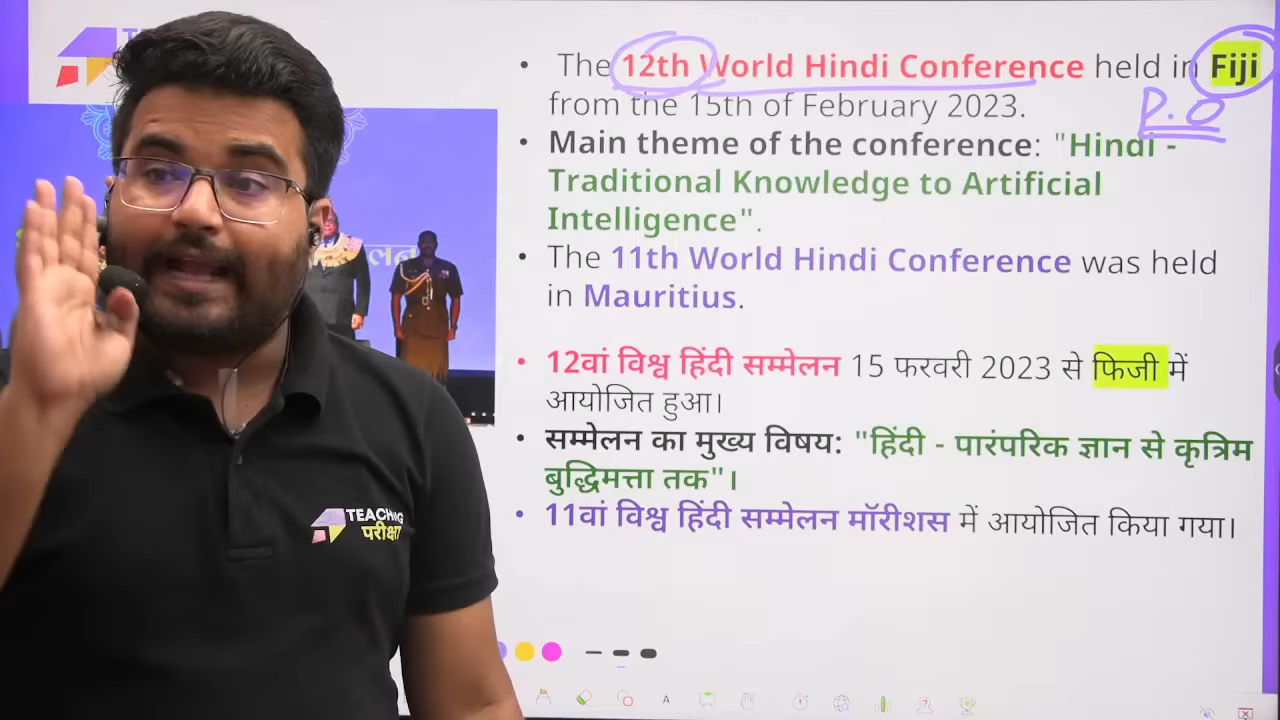 The 12th World Hindi Conference held in Fiji
from the 15th of February 2023.
P.O
Main theme of the conference: "Hindi -
Traditional Knowledge to Artificial
Intelligence".
The 11th World Hindi Conference was held
in Mauritius.
12वां विश्व हिंदी सम्मेलन 15 फरवरी 2023 से फिजी में
आयोजित हुआ।
सम्मेलन का मुख्य विषय: "हिंदी - पारंपरिक ज्ञान से कृत्रिम
बुद्धिमत्ता तक"।
11वां विश्व हिंदी सम्मेलन मॉरीशस में आयोजित किया गया।
TEACHING
परीक्षा